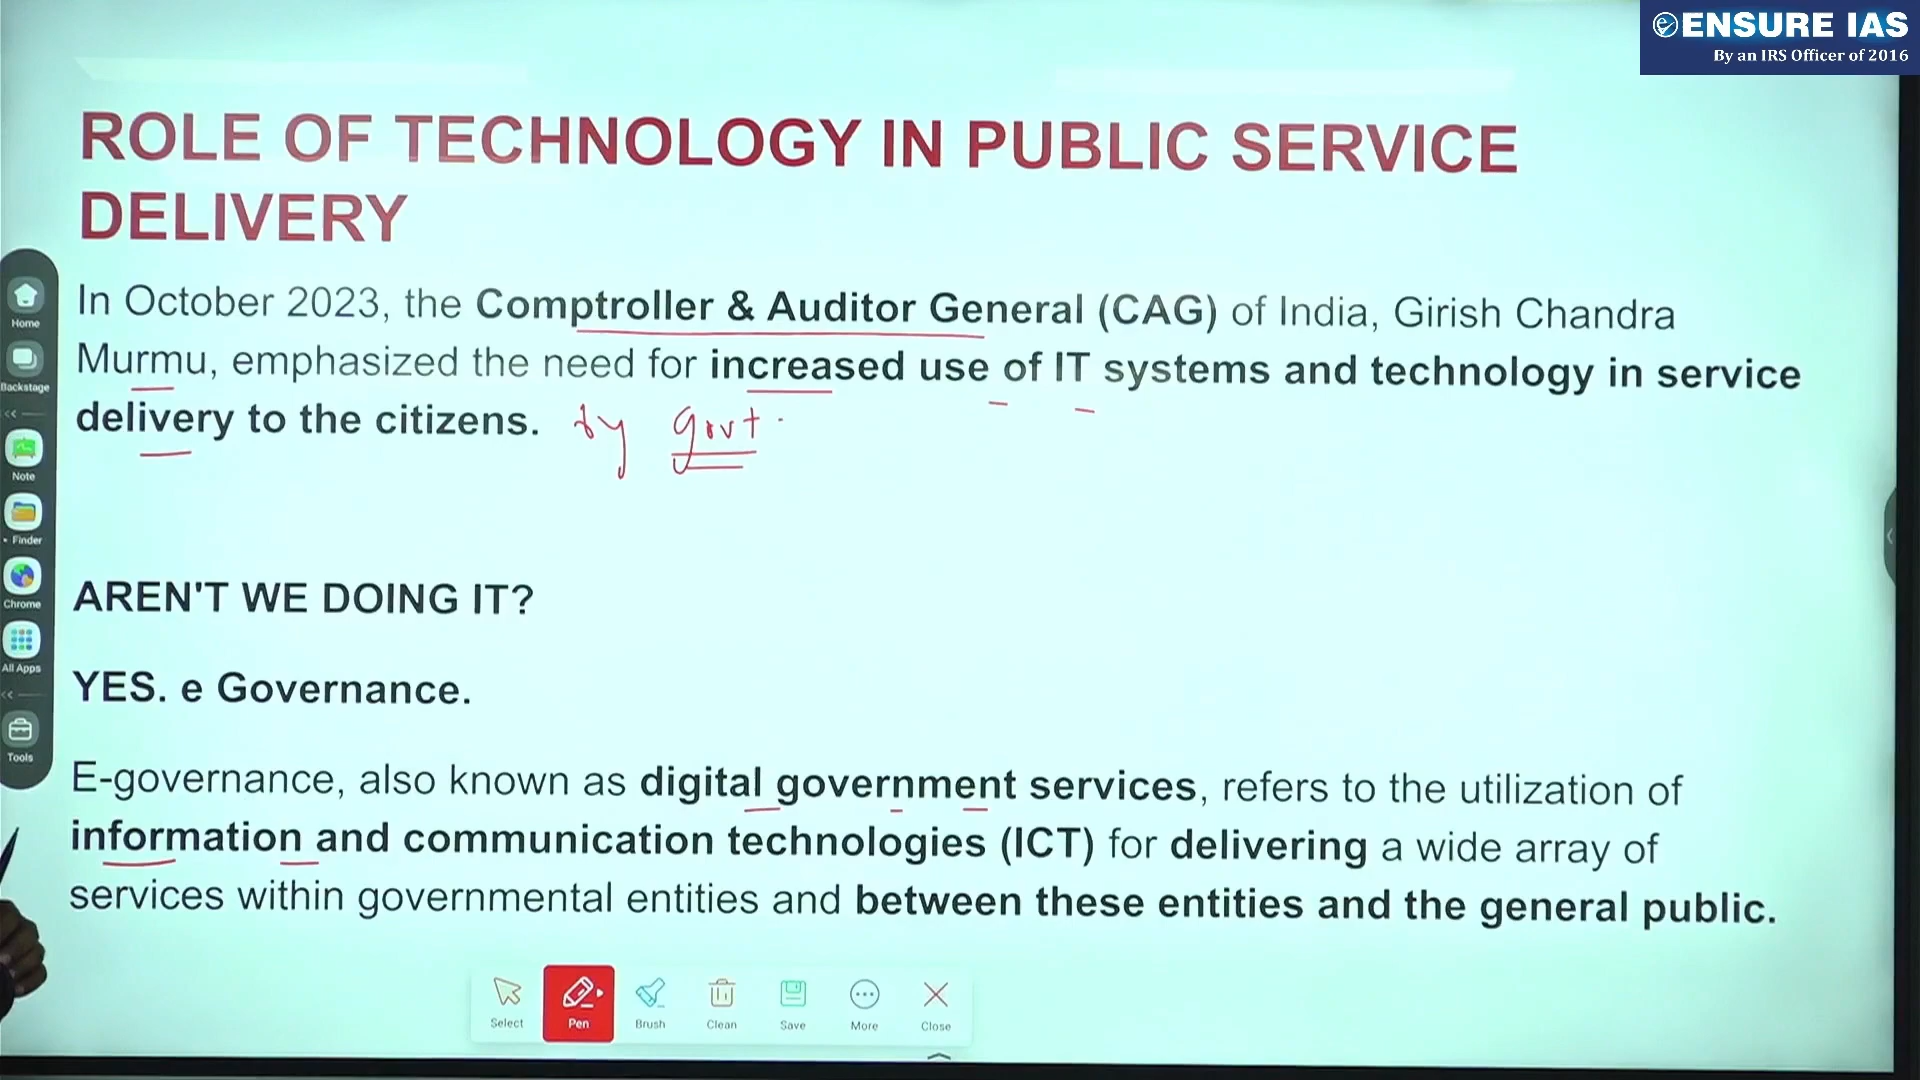 ENSURE IAS
By an IRS Officer of 2016
ROLE OF TECHNOLOGY IN PUBLIC SERVICE
DELIVERY
In October 2023, the Comptroller & Auditor General (CAG) of India, Girish Chandra
Murmu, emphasized the need for increased use of IT systems and technology in service
delivery to the citizens. by govt.
AREN'T WE DOING IT?
YES. e Governance.
E-governance, also known as digital government services, refers to the utilization of
information and communication technologies (ICT) for delivering a wide array of
services within governmental entities and between these entities and the general public.
Home
Backstage
Note
Finder
Chrome
All Apps
Tools
Select
Pen
Brush
Clean
Save
More
Close